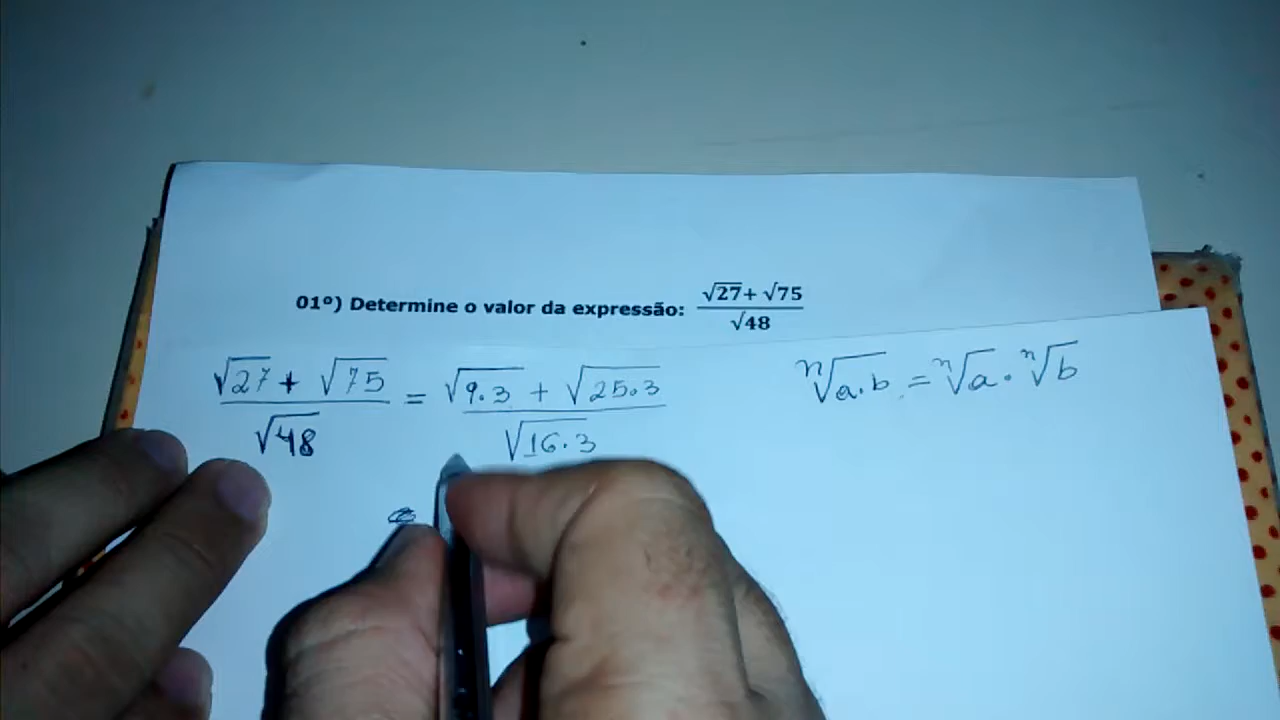 01º) Determine o valor da expressão: (√27 + √75)/√48
(√27 + √75)/√48 = (√9.3 + √25.3)/√16.3
ⁿ√a.b = ⁿ√a . ⁿ√b